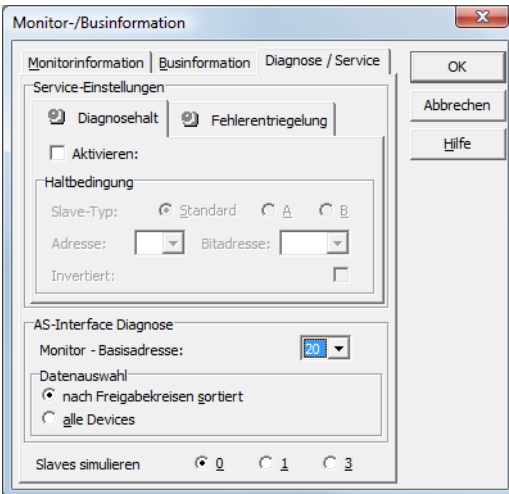 Monitor-/Businformation
Monitorinformation Businformation Diagnose / Service
Service-Einstellungen
Diagnosehalt Fehlerentriegelung
Aktivieren:
Haltbedingung
Slave-Typ: Standard A B
Adresse: Bitadresse:
Invertiert:
AS-Interface Diagnose
Monitor - Basisadresse: 20
Datenauswahl
nach Freigabekreisen sortiert
alle Devices
Slaves simulieren 0 1 3
OK
Abbrechen
Hilfe